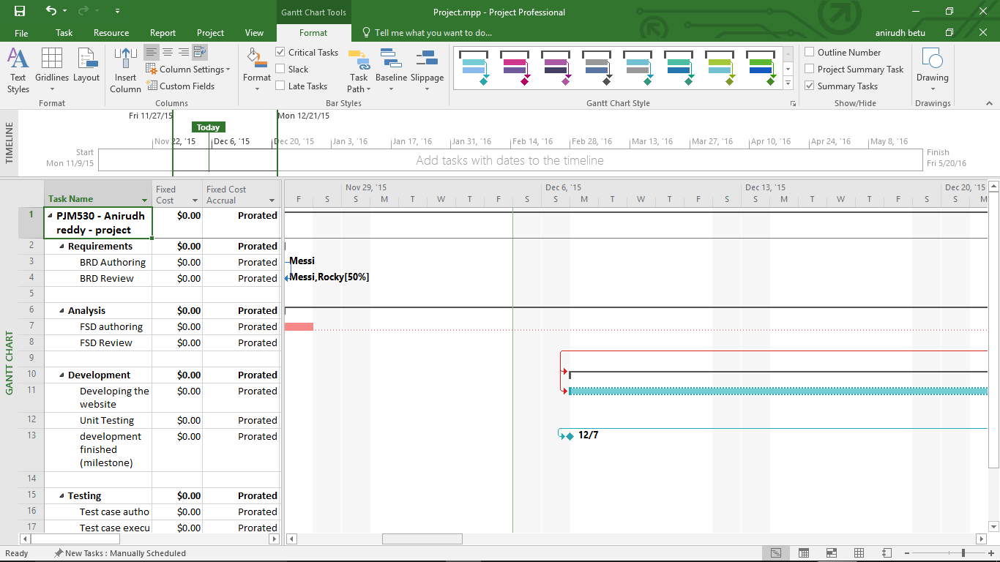 Gantt Chart Tools
Project.mpp - Project Professional
File Task Resource Report Project View Format Tell me what you want to do... anirudh betu
Text Styles
Gridlines
Layout
Format
Insert Column
Column Settings
Custom Fields
Columns
Format
Critical Tasks
Slack
Late Tasks
Task Path
Baseline
Slippage
Bar Styles
Gantt Chart Style
Outline Number
Project Summary Task
Summary Tasks
Show/Hide
Drawing
Drawings
TIMELINE
Fri 11/27/15 Mon 12/21/15
Today
Nov 22, '15 Dec 6, '15 Dec 20, '15 Jan 3, '16 Jan 17, '16 Jan 31, '16 Feb 14, '16 Feb 28, '16 Mar 13, '16 Mar 27, '16 Apr 10, '16 Apr 24, '16 May 8, '16
Start
Mon 11/9/15
Add tasks with dates to the timeline
Finish
Fri 5/20/16
GANTT CHART
Task Name Fixed Cost Fixed Cost Accrual
Nov 29, '15 Dec 6, '15 Dec 13, '15 Dec 20, '15
F S S M T W T F S S M T W T F S S M T W T F S S M
1 PJM530 - Anirudh reddy - project $0.00 Prorated
2 Requirements $0.00 Prorated
3 BRD Authoring $0.00 Prorated Messi
4 BRD Review $0.00 Prorated Messi,Rocky[50%]
5
6 Analysis $0.00 Prorated
7 FSD authoring $0.00 Prorated
8 FSD Review $0.00 Prorated
9
10 Development $0.00 Prorated
11 Developing the website $0.00 Prorated
12 Unit Testing $0.00 Prorated
13 development finished (milestone) $0.00 Prorated 12/7
14
15 Testing $0.00 Prorated
16 Test case autho $0.00 Prorated
17 Test case execu $0.00 Prorated
Ready New Tasks : Manually Scheduled